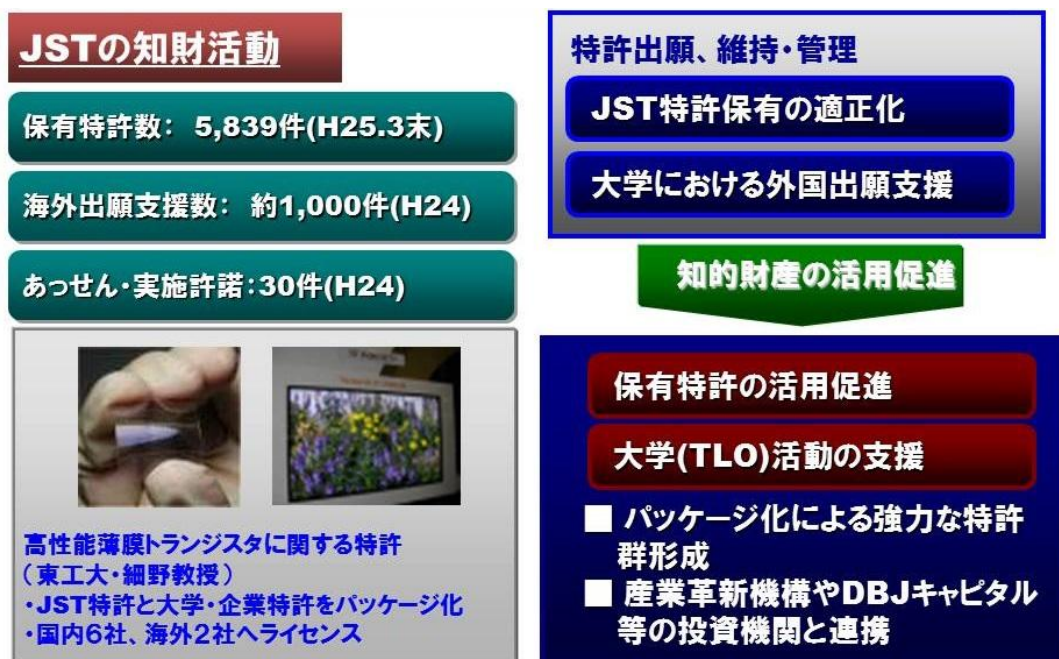 JSTの知財活動
保有特許数： 5,839件(H25.3末)
海外出願支援数： 約1,000件(H24)
あっせん・実施許諾：30件(H24)
高性能薄膜トランジスタに関する特許
（東工大・細野教授）
・JST特許と大学・企業特許をパッケージ化
・国内6社、海外2社へライセンス
特許出願、維持・管理
JST特許保有の適正化
大学における外国出願支援
知的財産の活用促進
保有特許の活用促進
大学(TLO)活動の支援
■ パッケージ化による強力な特許
群形成
■ 産業革新機構やDBJキャピタル
等の投資機関と連携